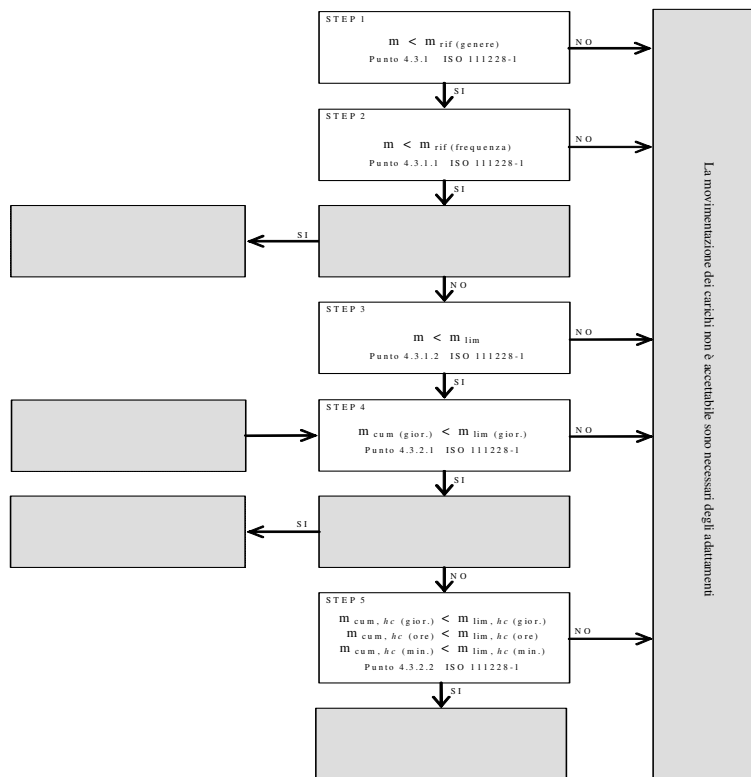 STEP 1
m < m rif (genere)
Punto 4.3.1 ISO 111228-1
NO
SI
STEP 2
m < m rif (frequenza)
Punto 4.3.1.1 ISO 111228-1
NO
SI
SI
NO
STEP 3
m < m lim
Punto 4.3.1.2 ISO 111228-1
NO
SI
STEP 4
m cum (gior.) < m lim (gior.)
Punto 4.3.2.1 ISO 111228-1
NO
SI
SI
NO
STEP 5
m cum, hc (gior.) < m lim, hc (gior.)
m cum, hc (ore) < m lim, hc (ore)
m cum, hc (min.) < m lim, hc (min.)
Punto 4.3.2.2 ISO 111228-1
NO
SI
La movimentazione dei carichi non è accettabile sono necessari degli adattamenti